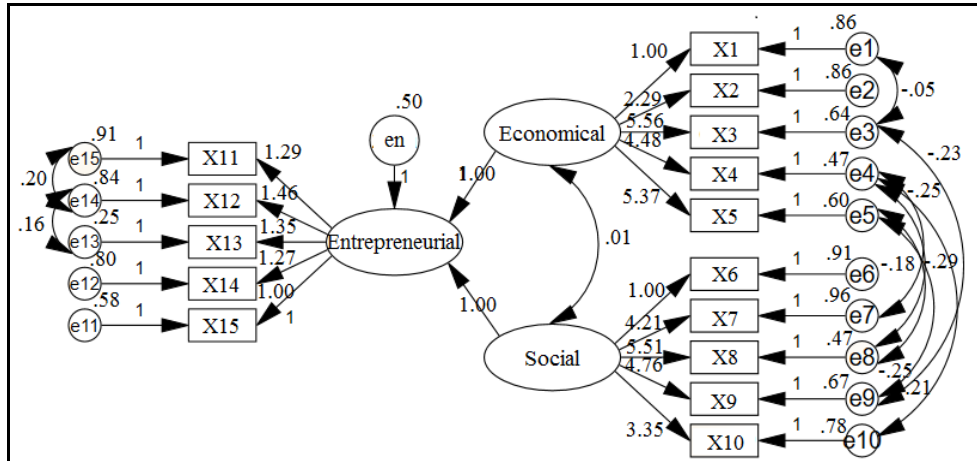 .86
1.00
X1
1
e1
-.05
2.29
X2
1
.86
e2
5.56
X3
1
.64
e3
-.23
4.48
X4
1
.47
e4
-.25
5.37
X5
1
.60
e5
Economical
.50
en
1
1.00
.01
.91
e15
1
X11
1.29
.20
.84
e14
1
X12
1.46
.16
.25
e13
1
X13
1.35
Entrepreneurial
.80
e12
1
X14
1.27
.58
e11
1
X15
1.00
1
1.00
Social
1.00
X6
1
.91
e6
-.18
-.29
4.21
X7
1
.96
e7
5.51
X8
1
.47
e8
-.25
4.76
X9
1
.67
e9
.21
3.35
X10
1
.78
e10